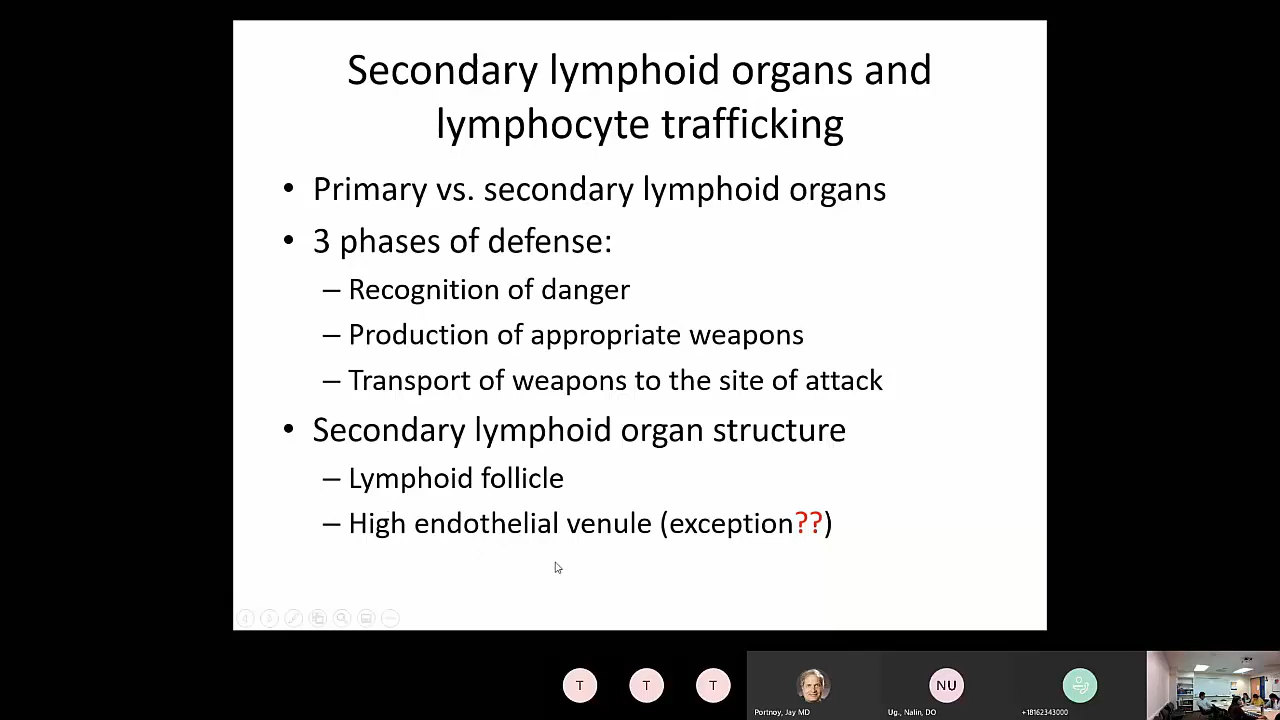 Secondary lymphoid organs and
lymphocyte trafficking
• Primary vs. secondary lymphoid organs
• 3 phases of defense:
– Recognition of danger
– Production of appropriate weapons
– Transport of weapons to the site of attack
• Secondary lymphoid organ structure
– Lymphoid follicle
– High endothelial venule (exception??)
T T T NU
Portnoy, Jay MD
Ug., Nalin, DO
+18162343000